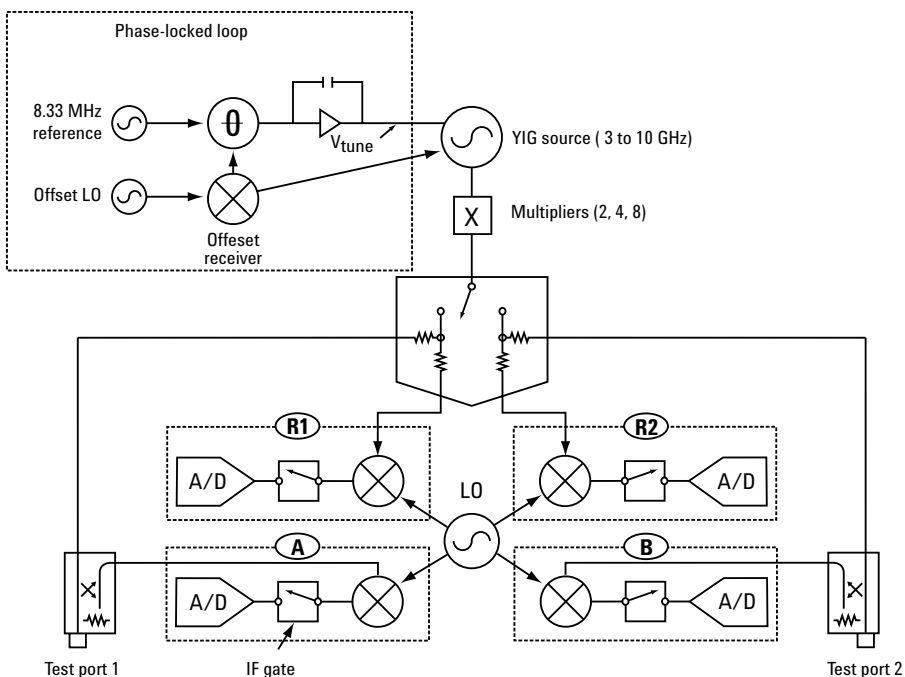 Phase-locked loop
8.33 MHz
reference
Offset LO
Offeset
receiver
Vtune
YIG source ( 3 to 10 GHz)
X
Multipliers (2, 4, 8)
R1
R2
A/D
A/D
LO
A
B
A/D
A/D
Test port 1
IF gate
Test port 2